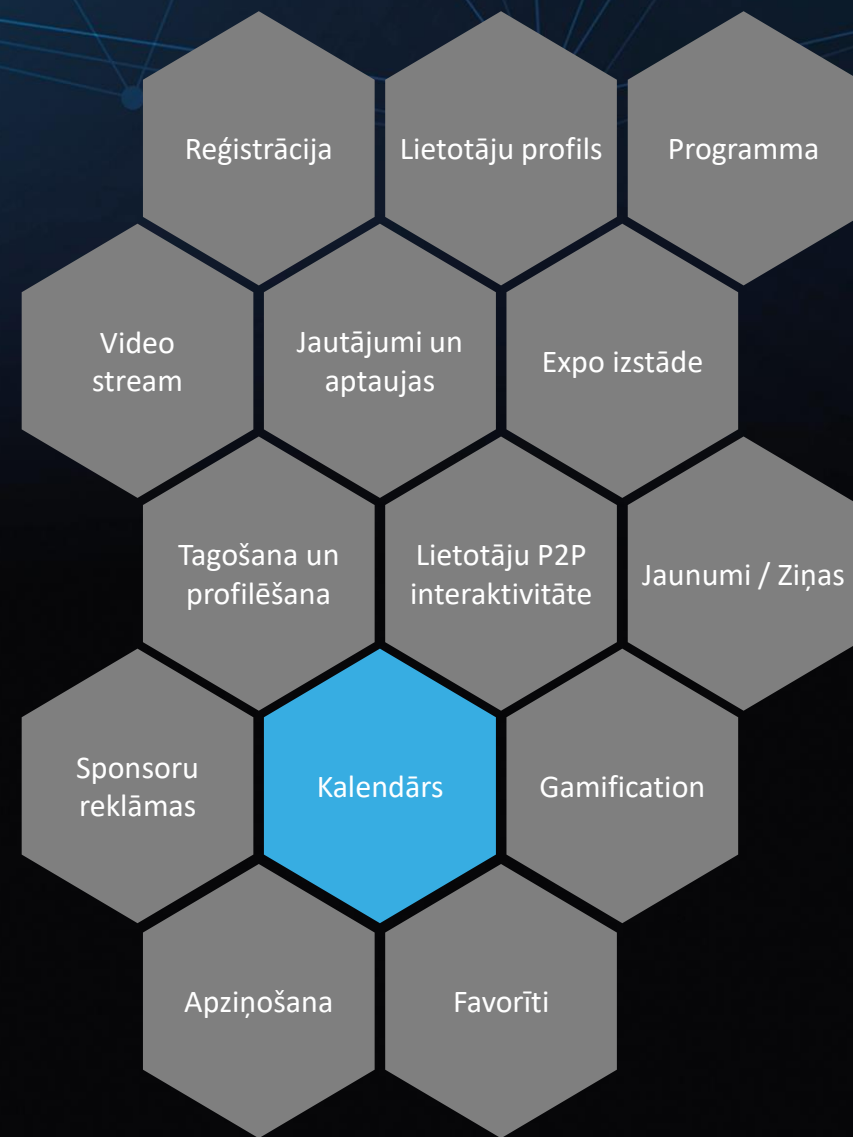 Reģistrācija
Lietotāju profils
Programma
Video
stream
Jautājumi un
aptaujas
Expo izstāde
Tagošana un
profilēšana
Lietotāju P2P
interaktivitāte
Jaunumi / Ziņas
Sponsoru
reklāmas
Kalendārs
Gamification
Apziņošana
Favorīti